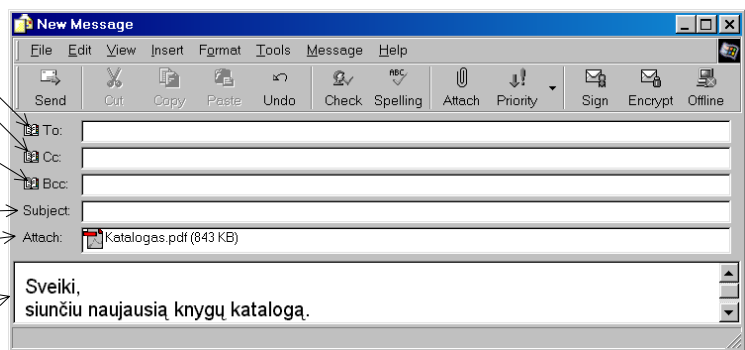 New Message
File Edit View Insert Format Tools Message Help
Send Cut Copy Paste Undo Check Spelling Attach Priority Sign Encrypt Offline
To:
Cc:
Bcc:
Subject:
Attach: Katalogas.pdf (843 KB)
Sveiki,
siunčiu naujausią knygų katalogą.